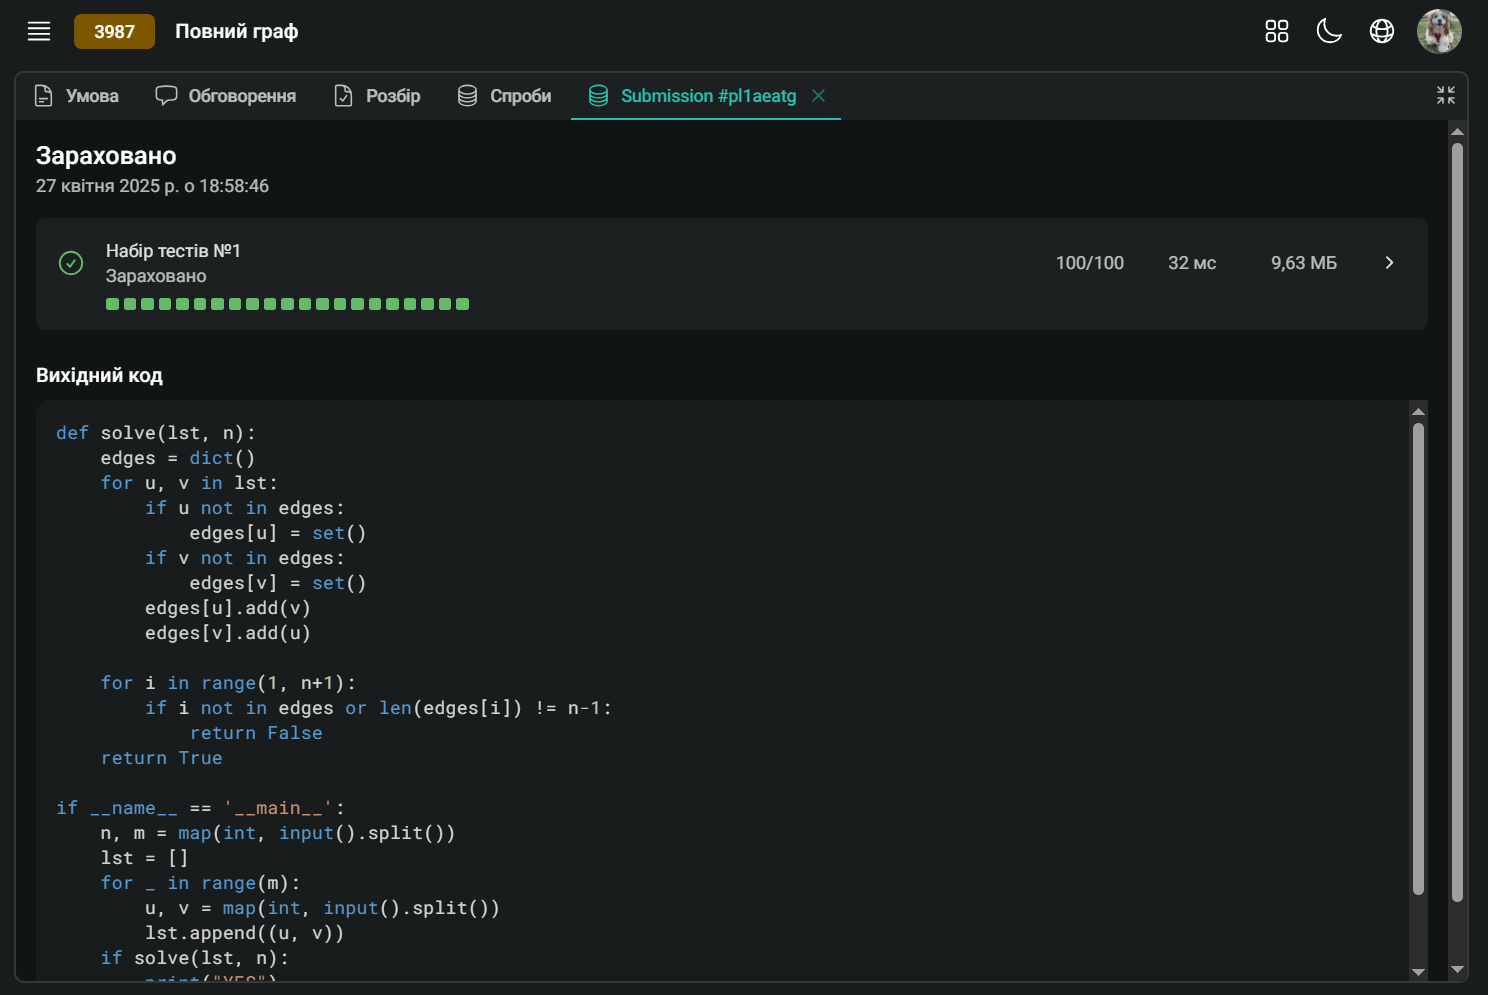 3987 Повний граф
Умова Обговорення Розбір Спроби Submission #pl1aeatg
Зараховано
27 квітня 2025 р. о 18:58:46
Набір тестів №1
Зараховано
100/100 32 мс 9,63 МБ
Вихідний код
def solve(lst, n):
    edges = dict()
    for u, v in lst:
        if u not in edges:
            edges[u] = set()
        if v not in edges:
            edges[v] = set()
        edges[u].add(v)
        edges[v].add(u)
    for i in range(1, n+1):
        if i not in edges or len(edges[i]) != n-1:
            return False
    return True
if __name__ == '__main__':
    n, m = map(int, input().split())
    lst = []
    for _ in range(m):
        u, v = map(int, input().split())
        lst.append((u, v))
    if solve(lst, n):
        print("YES")